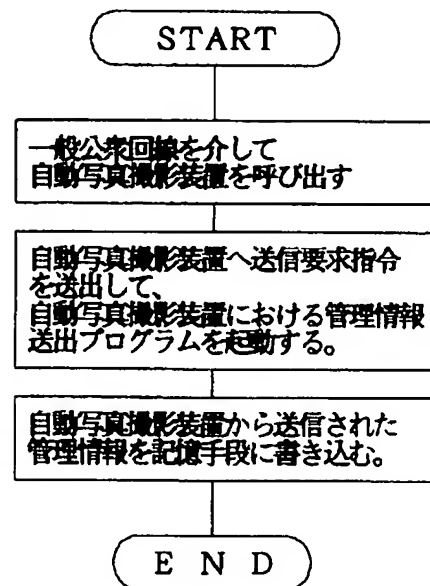 START
一般公衆回線を介して
自動写真撮影装置を呼び出す
自動写真撮影装置へ送信要求指令
を送出して、
自動写真撮影装置における管理情報
送出プログラムを起動する。
自動写真撮影装置から送信された
管理情報を記憶手段に書き込む。
E N D